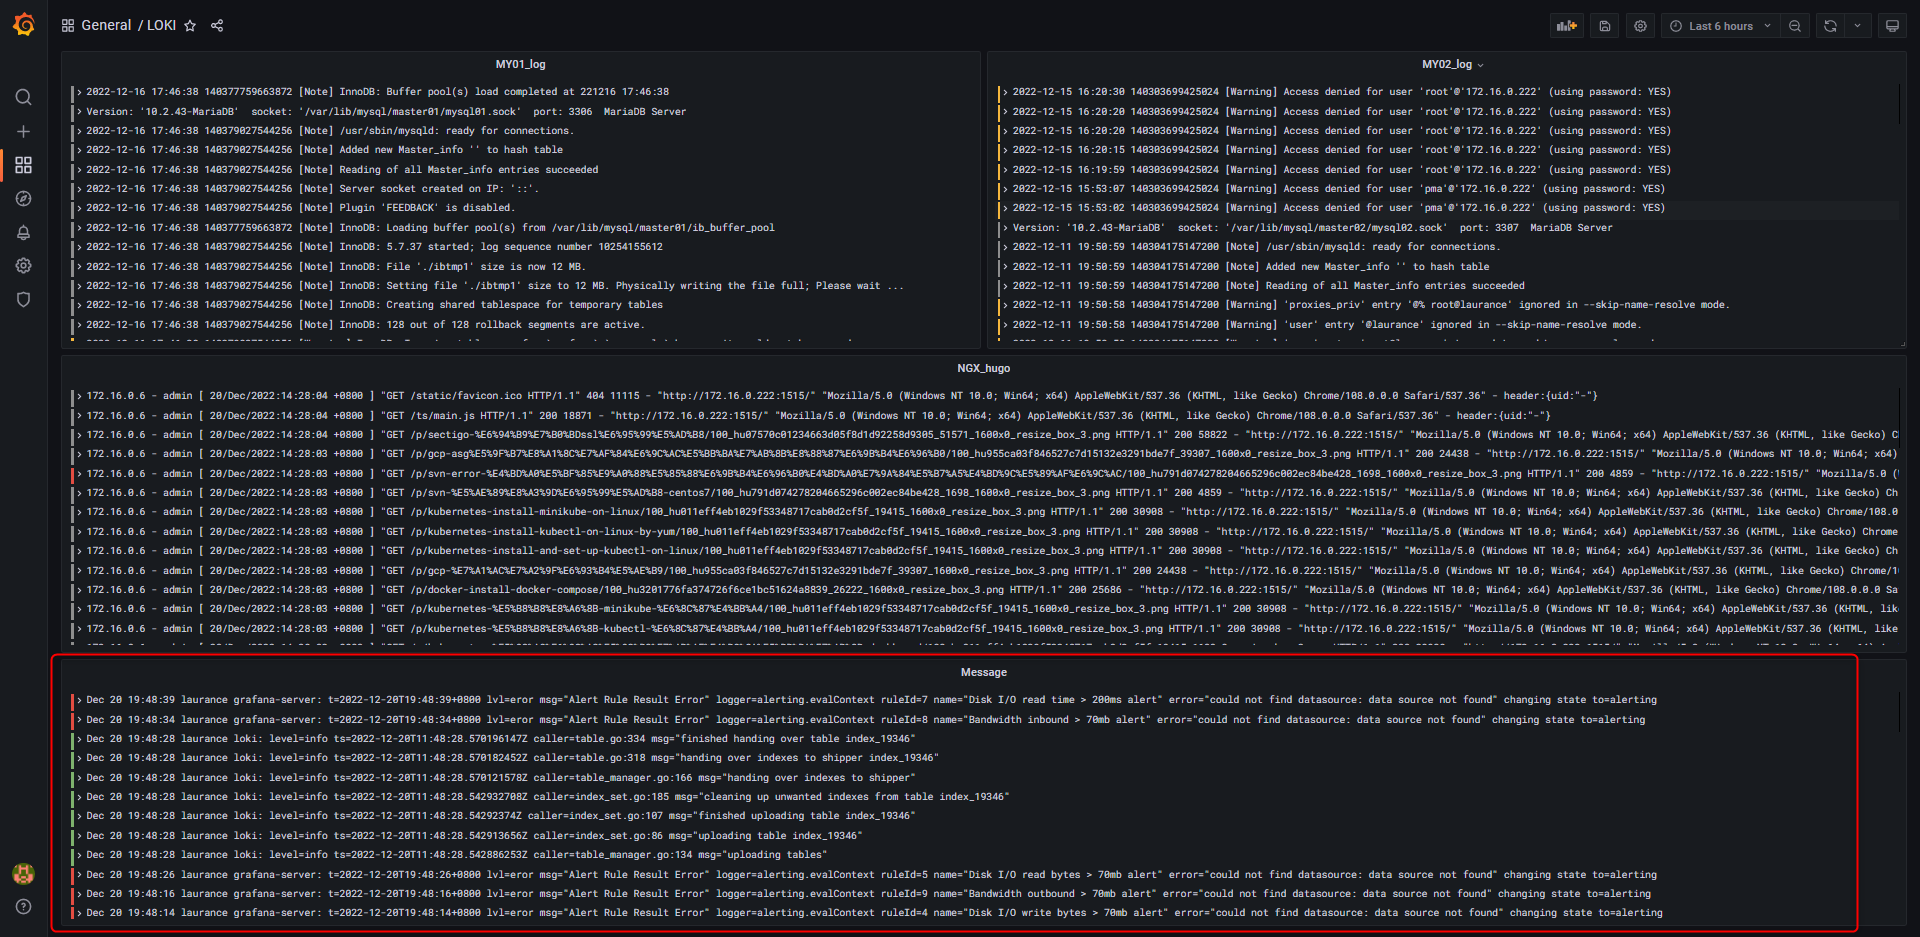 General / LOKI
Last 6 hours
MY01_log
2022-12-16 17:46:38 140377759663872 [Note] InnoDB: Buffer pool(s) load completed at 221216 17:46:38
Version: '10.2.43-MariaDB' socket: '/var/lib/mysql/master01/mysql01.sock' port: 3306 MariaDB Server
2022-12-16 17:46:38 140379027544256 [Note] /usr/sbin/mysqld: ready for connections.
2022-12-16 17:46:38 140379027544256 [Note] Added new Master_info '' to hash table
2022-12-16 17:46:38 140379027544256 [Note] Reading of all Master_info entries succeeded
2022-12-16 17:46:38 140379027544256 [Note] Server socket created on IP: '::'.
2022-12-16 17:46:38 140379027544256 [Note] Plugin 'FEEDBACK' is disabled.
2022-12-16 17:46:38 140377759663872 [Note] InnoDB: Loading buffer pool(s) from /var/lib/mysql/master01/ib_buffer_pool
2022-12-16 17:46:38 140379027544256 [Note] InnoDB: 5.7.37 started; log sequence number 10254155612
2022-12-16 17:46:38 140379027544256 [Note] InnoDB: File './ibtmp1' size is now 12 MB.
2022-12-16 17:46:38 140379027544256 [Note] InnoDB: Setting file './ibtmp1' size to 12 MB. Physically writing the file full; Please wait ...
2022-12-16 17:46:38 140379027544256 [Note] InnoDB: Creating shared tablespace for temporary tables
2022-12-16 17:46:38 140379027544256 [Note] InnoDB: 128 out of 128 rollback segments are active.
MY02_log
2022-12-15 16:20:30 140303699425024 [Warning] Access denied for user 'root'@'172.16.0.222' (using password: YES)
2022-12-15 16:20:20 140303699425024 [Warning] Access denied for user 'root'@'172.16.0.222' (using password: YES)
2022-12-15 16:20:20 140303699425024 [Warning] Access denied for user 'root'@'172.16.0.222' (using password: YES)
2022-12-15 16:20:15 140303699425024 [Warning] Access denied for user 'root'@'172.16.0.222' (using password: YES)
2022-12-15 16:19:59 140303699425024 [Warning] Access denied for user 'root'@'172.16.0.222' (using password: YES)
2022-12-15 15:53:07 140303699425024 [Warning] Access denied for user 'pma'@'172.16.0.222' (using password: YES)
2022-12-15 15:53:02 140303699425024 [Warning] Access denied for user 'pma'@'172.16.0.222' (using password: YES)
Version: '10.2.43-MariaDB' socket: '/var/lib/mysql/master02/mysql02.sock' port: 3307 MariaDB Server
2022-12-11 19:50:59 140304175147200 [Note] /usr/sbin/mysqld: ready for connections.
2022-12-11 19:50:59 140304175147200 [Note] Added new Master_info '' to hash table
2022-12-11 19:50:59 140304175147200 [Note] Reading of all Master_info entries succeeded
2022-12-11 19:50:58 140304175147200 [Warning] 'proxies_priv' entry '@% root@laurance' ignored in --skip-name-resolve mode.
2022-12-11 19:50:58 140304175147200 [Warning] 'user' entry '@laurance' ignored in --skip-name-resolve mode.
NGX_hugo
172.16.0.6 - admin [ 20/Dec/2022:14:28:04 +0800 ] "GET /static/favicon.ico HTTP/1.1" 404 11115 - "http://172.16.0.222:1515/" "Mozilla/5.0 (Windows NT 10.0; Win64; x64) AppleWebKit/537.36 (KHTML, like Gecko) Chrome/108.0.0.0 Safari/537.36" - header:{uid:"-"}
172.16.0.6 - admin [ 20/Dec/2022:14:28:04 +0800 ] "GET /ts/main.js HTTP/1.1" 200 18871 - "http://172.16.0.222:1515/" "Mozilla/5.0 (Windows NT 10.0; Win64; x64) AppleWebKit/537.36 (KHTML, like Gecko) Chrome/108.0.0.0 Safari/537.36" - header:{uid:"-"}
172.16.0.6 - admin [ 20/Dec/2022:14:28:04 +0800 ] "GET /p/sectigo-%E6%94%B9%E7%B0%BDssl%E6%95%99%E5%AD%B8/100_hu07570c01234663d05f8d1d92258d9305_51571_1600x0_resize_box_3.png HTTP/1.1" 200 58822 - "http://172.16.0.222:1515/" "Mozilla/5.0 (Windows NT 10.0; Win64; x64) AppleWebKit/537.36 (KHTML, like Gecko) C
172.16.0.6 - admin [ 20/Dec/2022:14:28:03 +0800 ] "GET /p/gcp-asg%E5%9F%B7%E8%A1%8C%E7%AF%84%E6%9C%AC%E5%BB%BA%E7%AB%8B%E8%88%87%E6%9B%B4%E6%96%B0/100_hu955ca03f846527c7d15132e3291bde7f_39307_1600x0_resize_box_3.png HTTP/1.1" 200 24438 - "http://172.16.0.222:1515/" "Mozilla/5.0 (Windows NT 10.0; Win64; x64)
172.16.0.6 - admin [ 20/Dec/2022:14:28:03 +0800 ] "GET /p/svn-error-%E4%BD%A0%E5%BF%85%E9%A0%88%E5%85%88%E6%9B%B4%E6%96%B0%E4%BD%A0%E7%9A%84%E5%B7%A5%E4%BD%9C%E5%89%AF%E6%9C%AC/100_hu791d074278204665296c002ec84be428_1698_1600x0_resize_box_3.png HTTP/1.1" 200 4859 - "http://172.16.0.222:1515/" "Mozilla/5.0 (
172.16.0.6 - admin [ 20/Dec/2022:14:28:03 +0800 ] "GET /p/svn-%E5%AE%89%E8%A3%9D%E6%95%99%E5%AD%B8-centos7/100_hu791d074278204665296c002ec84be428_1698_1600x0_resize_box_3.png HTTP/1.1" 200 4859 - "http://172.16.0.222:1515/" "Mozilla/5.0 (Windows NT 10.0; Win64; x64) AppleWebKit/537.36 (KHTML, like Gecko) Ch
172.16.0.6 - admin [ 20/Dec/2022:14:28:03 +0800 ] "GET /p/kubernetes-install-minikube-on-linux/100_hu011eff4eb1029f53348717cab0d2cf5f_19415_1600x0_resize_box_3.png HTTP/1.1" 200 30908 - "http://172.16.0.222:1515/" "Mozilla/5.0 (Windows NT 10.0; Win64; x64) AppleWebKit/537.36 (KHTML, like Gecko) Chrome/108.0
172.16.0.6 - admin [ 20/Dec/2022:14:28:03 +0800 ] "GET /p/kubernetes-install-kubectl-on-linux-by-yum/100_hu011eff4eb1029f53348717cab0d2cf5f_19415_1600x0_resize_box_3.png HTTP/1.1" 200 30908 - "http://172.16.0.222:1515/" "Mozilla/5.0 (Windows NT 10.0; Win64; x64) AppleWebKit/537.36 (KHTML, like Gecko) Chrome
172.16.0.6 - admin [ 20/Dec/2022:14:28:03 +0800 ] "GET /p/kubernetes-install-and-set-up-kubectl-on-linux/100_hu011eff4eb1029f53348717cab0d2cf5f_19415_1600x0_resize_box_3.png HTTP/1.1" 200 30908 - "http://172.16.0.222:1515/" "Mozilla/5.0 (Windows NT 10.0; Win64; x64) AppleWebKit/537.36 (KHTML, like Gecko) Ch
172.16.0.6 - admin [ 20/Dec/2022:14:28:03 +0800 ] "GET /p/gcp-%E7%A1%AC%E7%A2%9F%E6%93%B4%E5%AE%B9/100_hu955ca03f846527c7d15132e3291bde7f_39307_1600x0_resize_box_3.png HTTP/1.1" 200 24438 - "http://172.16.0.222:1515/" "Mozilla/5.0 (Windows NT 10.0; Win64; x64) AppleWebKit/537.36 (KHTML, like Gecko) Chrome/1
172.16.0.6 - admin [ 20/Dec/2022:14:28:03 +0800 ] "GET /p/docker-install-docker-compose/100_hu3201776fa374726f6ce1bc51624a8839_26222_1600x0_resize_box_3.png HTTP/1.1" 200 25686 - "http://172.16.0.222:1515/" "Mozilla/5.0 (Windows NT 10.0; Win64; x64) AppleWebKit/537.36 (KHTML, like Gecko) Chrome/108.0.0.0 Sa
172.16.0.6 - admin [ 20/Dec/2022:14:28:03 +0800 ] "GET /p/kubernetes-%E5%B8%B8%E8%A6%8B-minikube-%E6%8C%87%E4%BB%A4/100_hu011eff4eb1029f53348717cab0d2cf5f_19415_1600x0_resize_box_3.png HTTP/1.1" 200 30908 - "http://172.16.0.222:1515/" "Mozilla/5.0 (Windows NT 10.0; Win64; x64) AppleWebKit/537.36 (KHTML, lik
172.16.0.6 - admin [ 20/Dec/2022:14:28:03 +0800 ] "GET /p/kubernetes-%E5%B8%B8%E8%A6%8B-kubectl-%E6%8C%87%E4%BB%A4/100_hu011eff4eb1029f53348717cab0d2cf5f_19415_1600x0_resize_box_3.png HTTP/1.1" 200 30908 - "http://172.16.0.222:1515/" "Mozilla/5.0 (Windows NT 10.0; Win64; x64) AppleWebKit/537.36 (KHTML, like
Message
Dec 20 19:48:39 laurance grafana-server: t=2022-12-20T19:48:39+0800 lvl=eror msg="Alert Rule Result Error" logger=alerting.evalContext ruleId=7 name="Disk I/O read time > 200ms alert" error="could not find datasource: data source not found" changing state to=alerting
Dec 20 19:48:34 laurance grafana-server: t=2022-12-20T19:48:34+0800 lvl=eror msg="Alert Rule Result Error" logger=alerting.evalContext ruleId=8 name="Bandwidth inbound > 70mb alert" error="could not find datasource: data source not found" changing state to=alerting
Dec 20 19:48:28 laurance loki: level=info ts=2022-12-20T11:48:28.570196147Z caller=table.go:334 msg="finished handing over table index_19346"
Dec 20 19:48:28 laurance loki: level=info ts=2022-12-20T11:48:28.570182452Z caller=table.go:318 msg="handing over indexes to shipper index_19346"
Dec 20 19:48:28 laurance loki: level=info ts=2022-12-20T11:48:28.570121578Z caller=table_manager.go:166 msg="handing over indexes to shipper"
Dec 20 19:48:28 laurance loki: level=info ts=2022-12-20T11:48:28.542932708Z caller=index_set.go:185 msg="cleaning up unwanted indexes from table index_19346"
Dec 20 19:48:28 laurance loki: level=info ts=2022-12-20T11:48:28.54292374Z caller=index_set.go:107 msg="finished uploading table index_19346"
Dec 20 19:48:28 laurance loki: level=info ts=2022-12-20T11:48:28.542913656Z caller=index_set.go:86 msg="uploading table index_19346"
Dec 20 19:48:28 laurance loki: level=info ts=2022-12-20T11:48:28.542886253Z caller=table_manager.go:134 msg="uploading tables"
Dec 20 19:48:26 laurance grafana-server: t=2022-12-20T19:48:26+0800 lvl=eror msg="Alert Rule Result Error" logger=alerting.evalContext ruleId=5 name="Disk I/O read bytes > 70mb alert" error="could not find datasource: data source not found" changing state to=alerting
Dec 20 19:48:16 laurance grafana-server: t=2022-12-20T19:48:16+0800 lvl=eror msg="Alert Rule Result Error" logger=alerting.evalContext ruleId=9 name="Bandwidth outbound > 70mb alert" error="could not find datasource: data source not found" changing state to=alerting
Dec 20 19:48:14 laurance grafana-server: t=2022-12-20T19:48:14+0800 lvl=eror msg="Alert Rule Result Error" logger=alerting.evalContext ruleId=4 name="Disk I/O write bytes > 70mb alert" error="could not find datasource: data source not found" changing state to=alerting